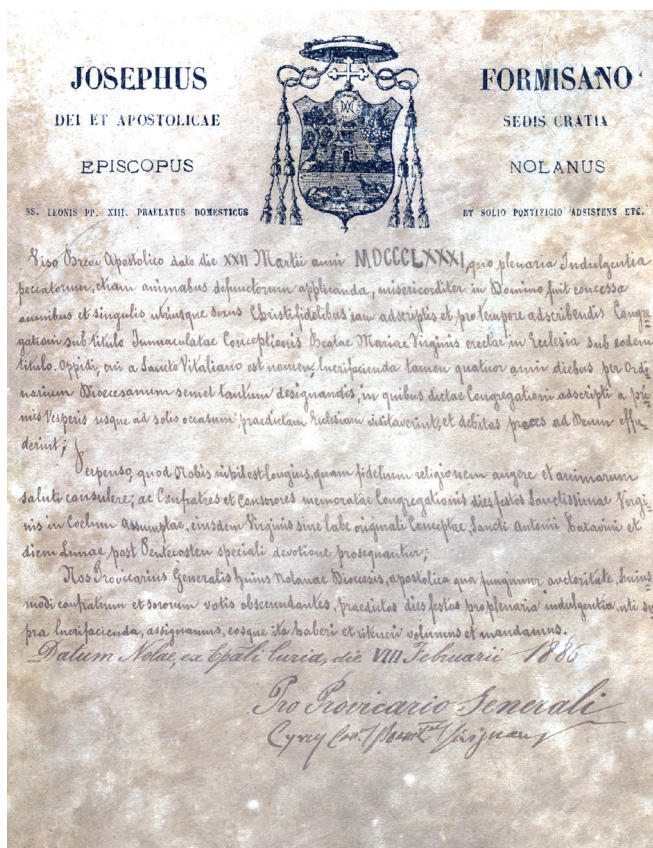 JOSEPHUS FORMISANO
DEI ET APOSTOLICAE SEDIS GRATIA
EPISCOPUS NOLANUS
SS. LEONIS PP. XIII. PRAELATUS DOMESTICUS ET SOLIO PONTIFICIO ADSISTENS ETC.
Viso Brevi Apostolico dato die XXII Martii anni MDCCCLXXXI, quo plenaria Indulgentia
peccatorum, etiam animabus defunctorum applicanda, misericorditer in Domino fuit concessa
omnibus et singulis utriusque sexus Christifidelibus jam adscriptis et pro tempore adscribendis Congre-
gationi sub titulo Immaculatae Conceptionis Beatae Mariae Virginis erectae in Ecclesia sub eodem
titulo. Oppidi, cui a Sancto Vitaliano est nomen, lucrifacienda tamen quatuor anni diebus per Ordi-
narium Dioecesanum semel tantum designandis, in quibus dictae Congregationi adscripti a pri-
mis Vesperis usque ad solis occasum praedictam Ecclesiam visitaverint, et debitas preces ad Deum effu-
derint;
Perpenso, quod Nobis nihil est longius, quam fidelium religionem augere et animarum
saluti consulere; ac Confratres et Consorores memoratae Congregationis dies festos Sanctissimae Virgi-
nis in Coelum Assumptae, eiusdem Virginis sine labe originali Conceptae, Sancti Antonii Patavini et
diem Lunae post Pentecosten speciali devotione prosequantur;
Nos Provicarius Generalis huius Nolanae Dioecesis, apostolica qua fungimur auctoritate, huius-
modi confratrum et sororum votis obsecundantes, praedictos dies festos pro plenaria indulgentia, uti su-
pra lucrifacienda, assignamus, eosque ita haberi et retineri volumus et mandamus.
Datum Nolae, ex Epali Curia, die VIII Februarii 1886
Pro Provicario Generali